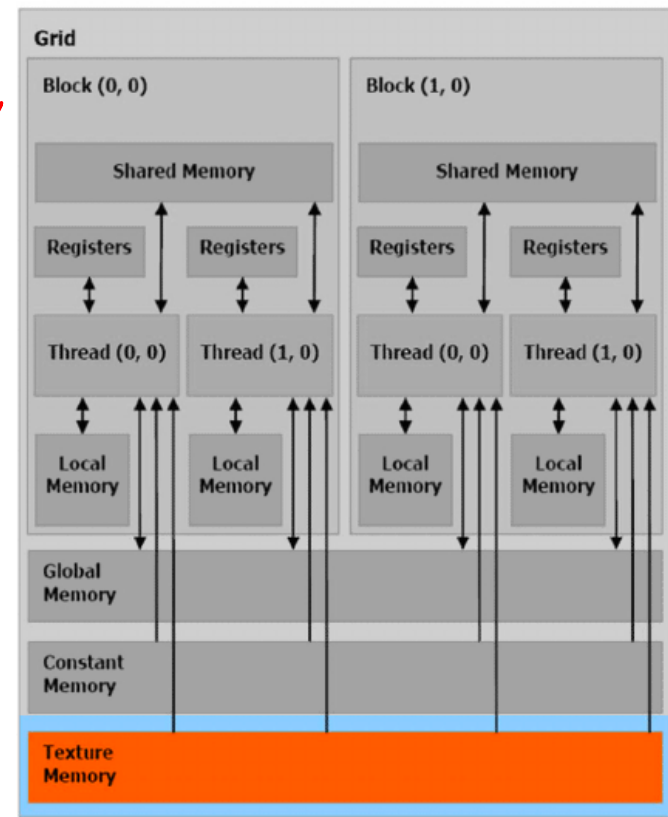 Grid
Block (0, 0)
Block (1, 0)
Shared Memory
Shared Memory
Registers
Registers
Registers
Registers
Thread (0, 0)
Thread (1, 0)
Thread (0, 0)
Thread (1, 0)
Local
Memory
Local
Memory
Local
Memory
Local
Memory
Global
Memory
Constant
Memory
Texture
Memory